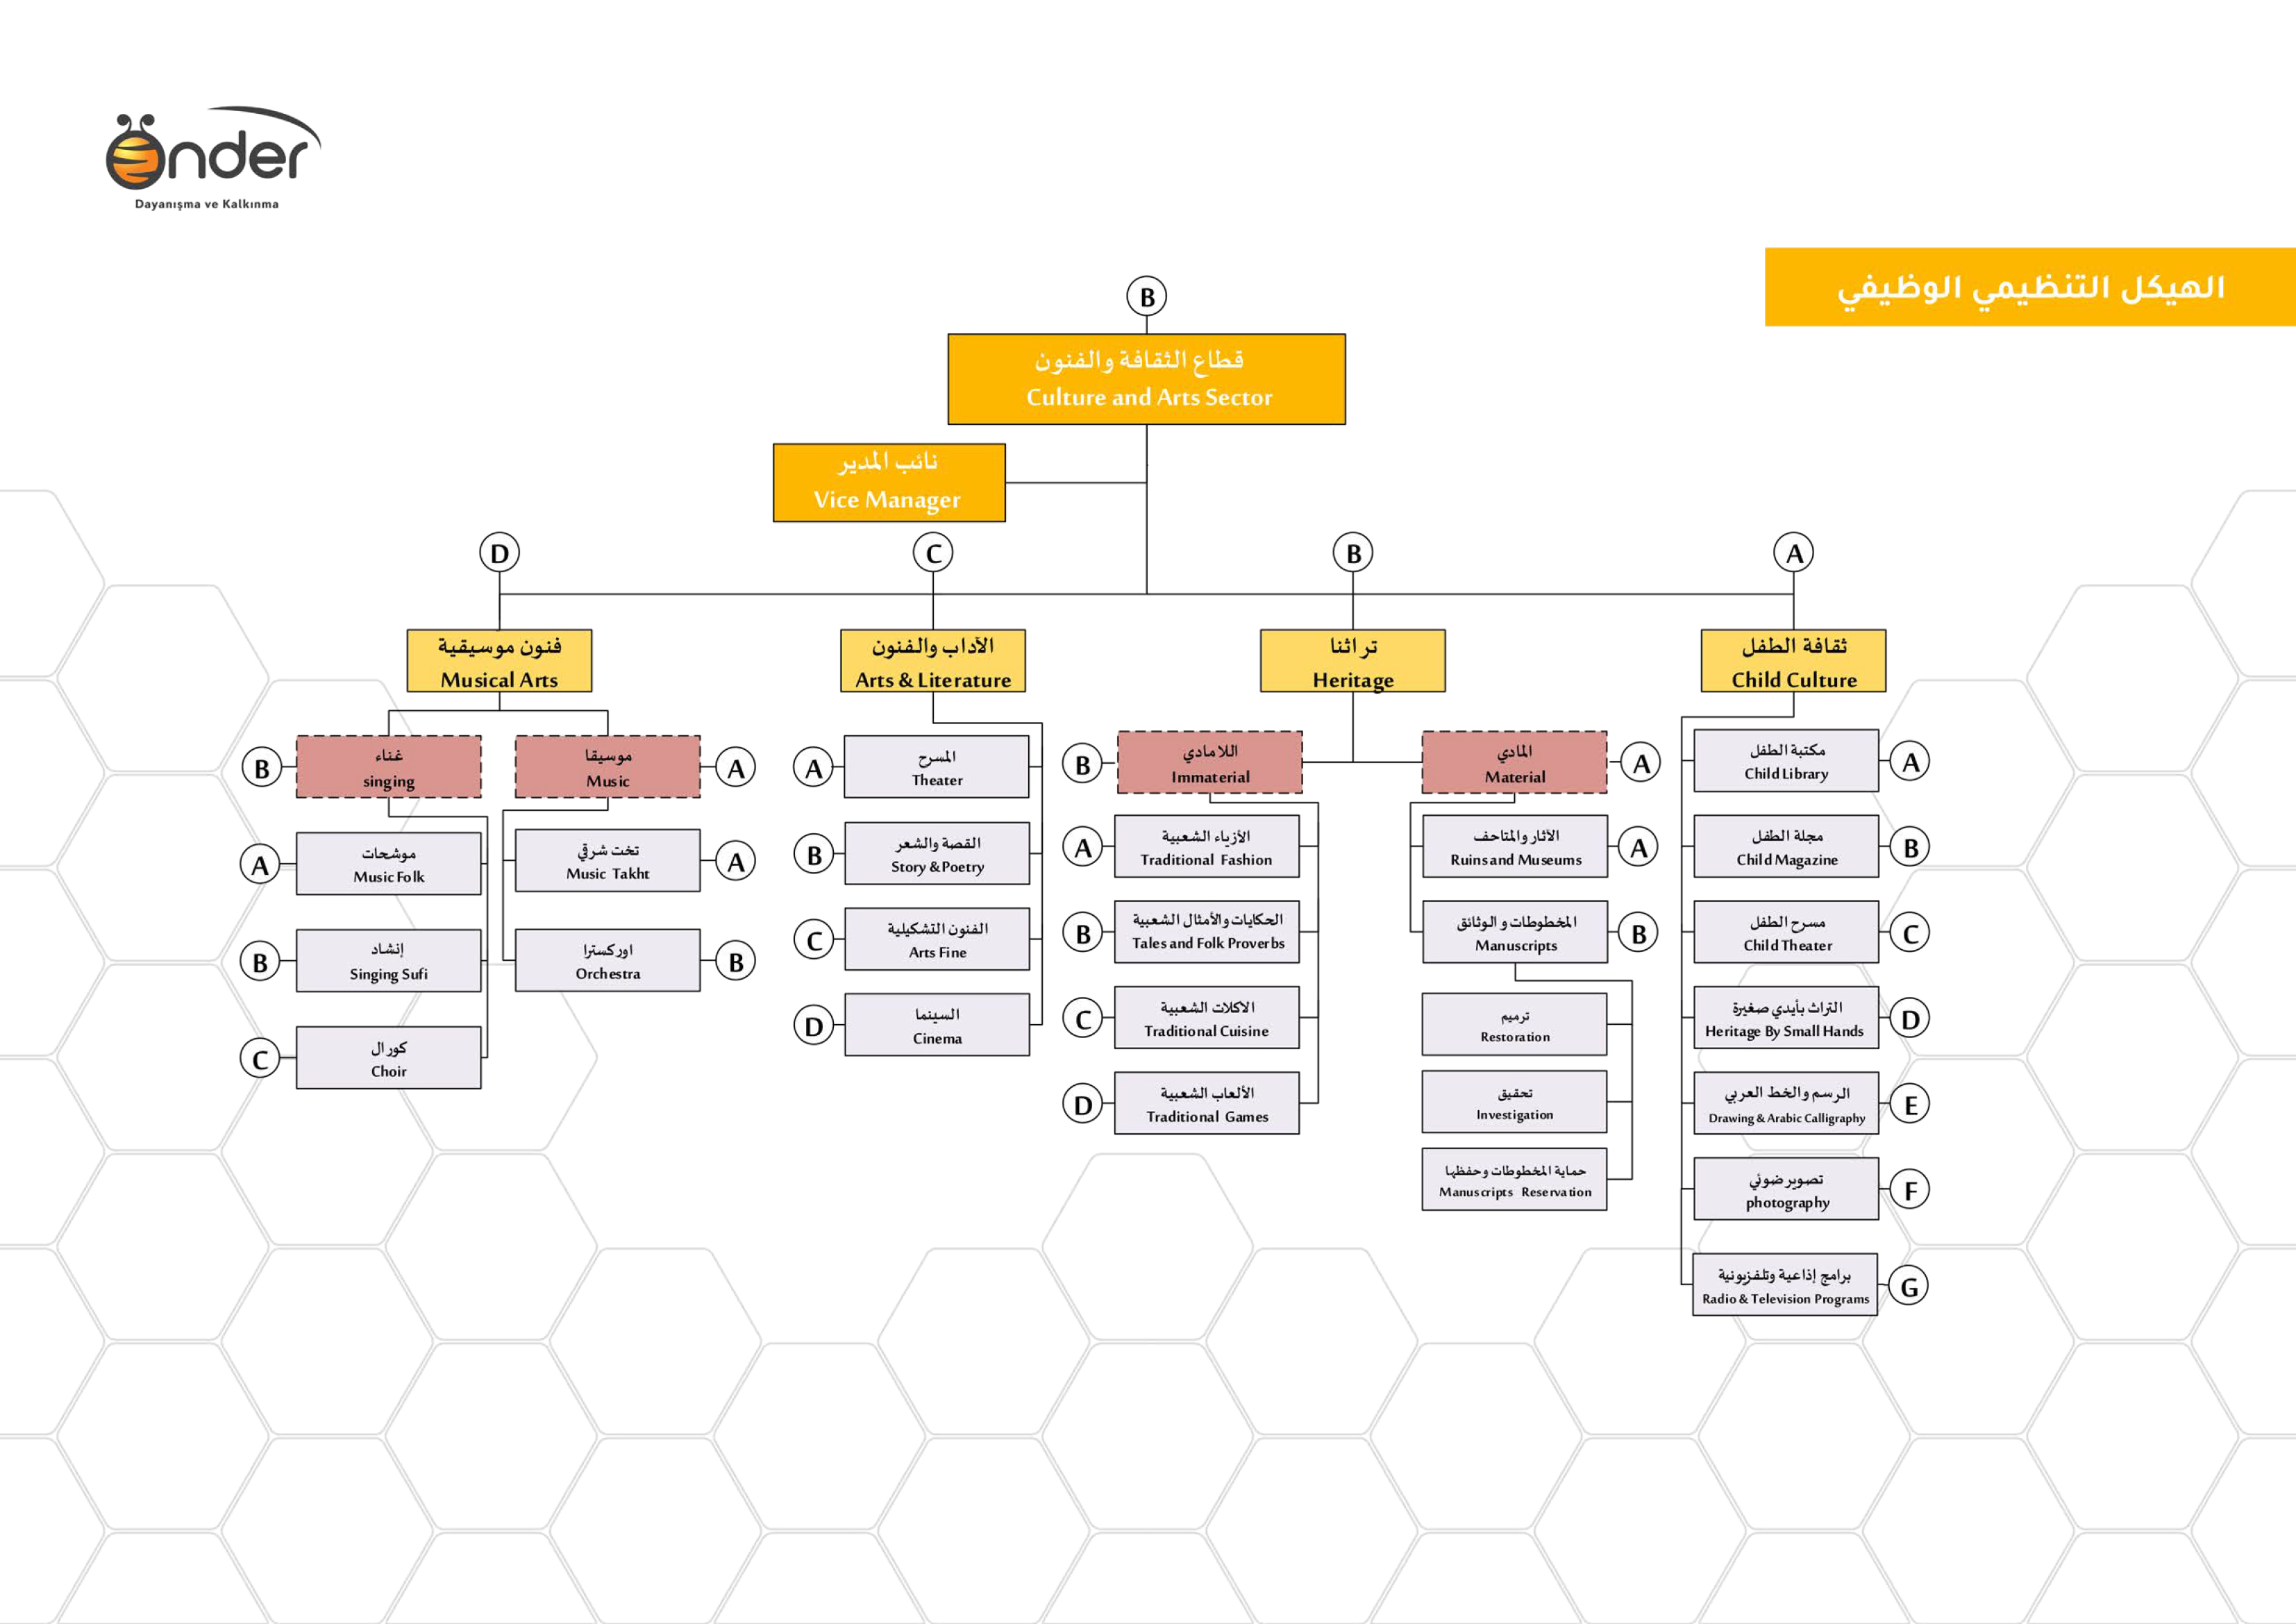 önder
Dayanışma ve Kalkınma
الهيكل التنظيمي الوظيفي
B
قطاع الثقافة والفنون
Culture and Arts Sector
نائب المدير
Vice Manager
D
فنون موسيقية
Musical Arts
B
غناء
singing
A
موشحات
Music Folk
B
إنشاد
Singing Sufi
C
كورال
Choir
موسيقا
Music
A
تخت شرقي
Music Takht
A
اوركسترا
Orchestra
B
C
الآداب والفنون
Arts & Literature
A
المسرح
Theater
B
القصة والشعر
Story & Poetry
C
الفنون التشكيلية
Arts Fine
D
السينما
Cinema
B
تراثنا
Heritage
B
اللامادي
Immaterial
A
الأزياء الشعبية
Traditional Fashion
B
الحكايات والأمثال الشعبية
Tales and Folk Proverbs
C
الاكلات الشعبية
Traditional Cuisine
D
الألعاب الشعبية
Traditional Games
المادي
Material
A
الآثار والمتاحف
Ruins and Museums
A
المخطوطات و الوثائق
Manuscripts
B
ترميم
Restoration
تحقيق
Investigation
حماية المخطوطات وحفظها
Manuscripts Reservation
A
ثقافة الطفل
Child Culture
مكتبة الطفل
Child Library
A
مجلة الطفل
Child Magazine
B
مسرح الطفل
Child Theater
C
التراث بأيدي صغيرة
Heritage By Small Hands
D
الرسم والخط العربي
Drawing & Arabic Calligraphy
E
تصوير ضوئي
photography
F
برامج إذاعية وتلفزيونية
Radio & Television Programs
G